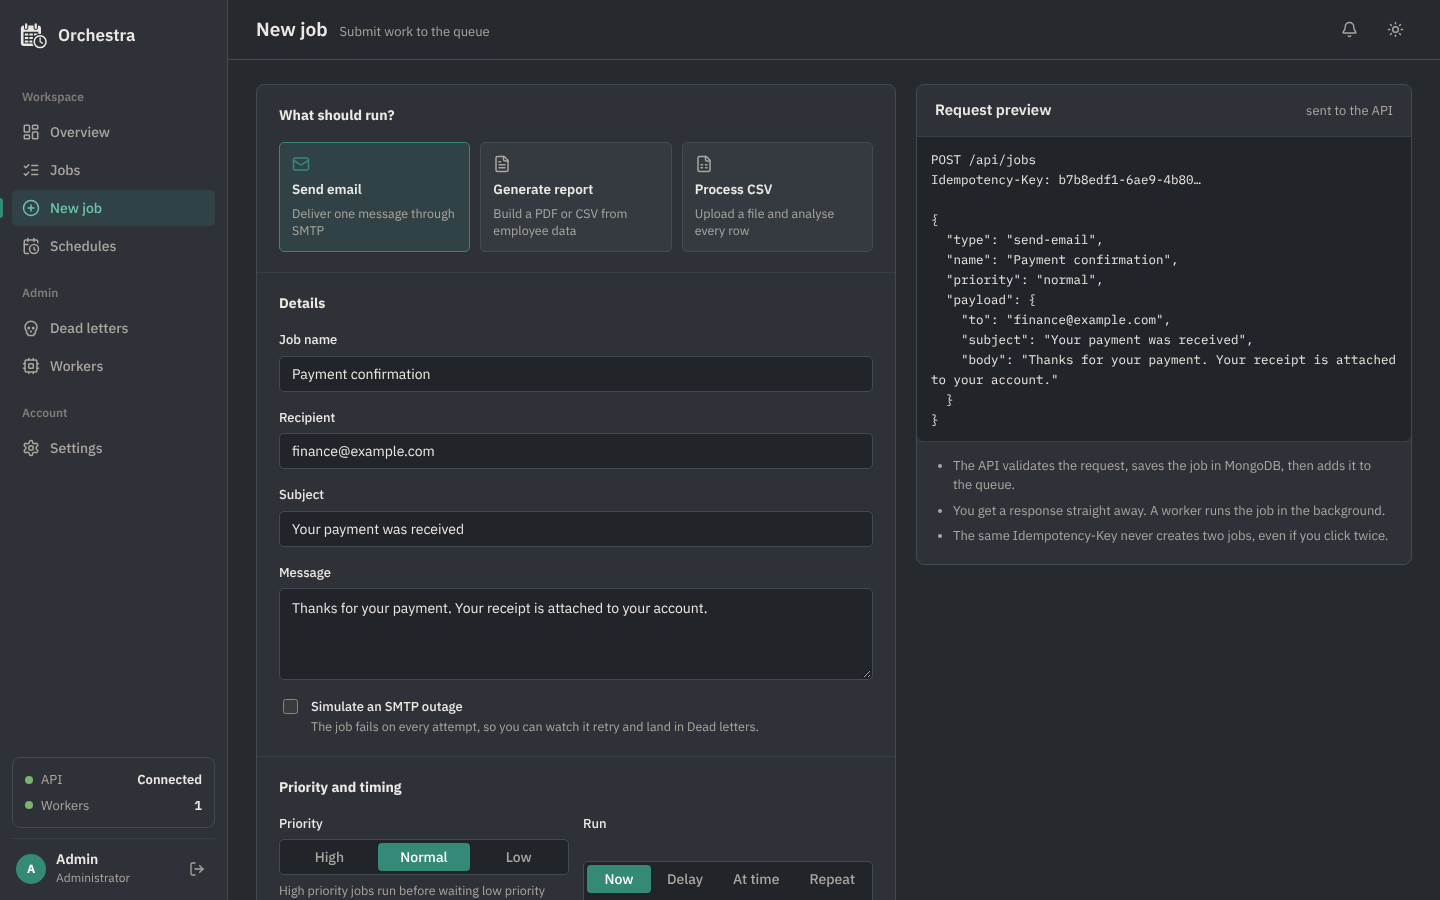 Orchestra
Workspace
Overview
Jobs
New job
Schedules
Admin
Dead letters
Workers
Account
Settings
API Connected
Workers 1
A
Admin
Administrator
New job Submit work to the queue
What should run?
Send email
Deliver one message through
SMTP
Generate report
Build a PDF or CSV from
employee data
Process CSV
Upload a file and analyse
every row
Details
Job name
Payment confirmation
Recipient
finance@example.com
Subject
Your payment was received
Message
Thanks for your payment. Your receipt is attached to your account.
Simulate an SMTP outage
The job fails on every attempt, so you can watch it retry and land in Dead letters.
Priority and timing
Priority
High Normal Low
High priority jobs run before waiting low priority
Run
Now Delay At time Repeat
Request preview sent to the API
POST /api/jobs
Idempotency-Key: b7b8edf1-6ae9-4b80…
{
  "type": "send-email",
  "name": "Payment confirmation",
  "priority": "normal",
  "payload": {
    "to": "finance@example.com",
    "subject": "Your payment was received",
    "body": "Thanks for your payment. Your receipt is attached
to your account."
  }
}
• The API validates the request, saves the job in MongoDB, then adds it to
the queue.
• You get a response straight away. A worker runs the job in the background.
• The same Idempotency-Key never creates two jobs, even if you click twice.